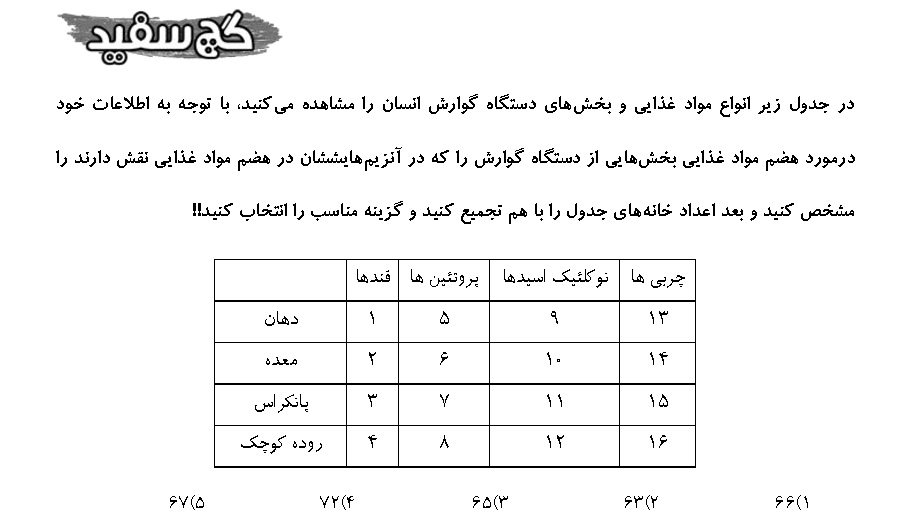 گچ سفید
در جدول زیر انواع مواد غذایی و بخش‌های دستگاه گوارش انسان را مشاهده می‌کنید، با توجه به اطلاعات خود
درمورد هضم مواد غذایی بخش‌هایی از دستگاه گوارش را که در آنزیم‌هایشان در هضم مواد غذایی نقش دارند را
مشخص کنید و بعد اعداد خانه‌های جدول را با هم تجمیع کنید و گزینه مناسب را انتخاب کنید!!
چربی ها نوکلئیک اسیدها پروتئین ها قندها
۱۳ ۹ ۵ ۱ دهان
۱۴ ۱۰ ۶ ۲ معده
۱۵ ۱۱ ۷ ۳ پانکراس
۱۶ ۱۲ ۸ ۴ روده کوچک
۱)۶۶ ۲)۶۳ ۳)۶۵ ۴)۷۲ ۵)۶۷